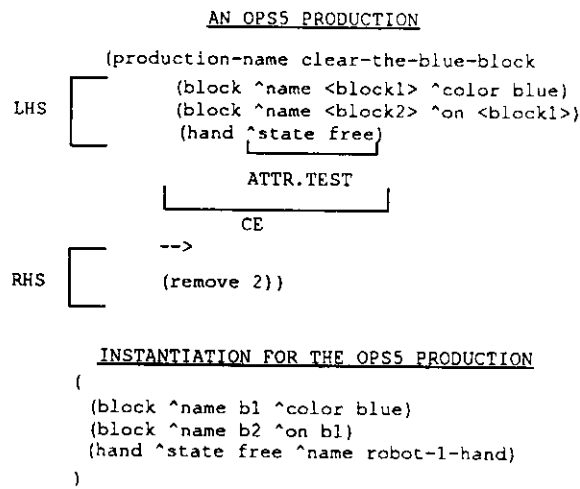 AN OPS5 PRODUCTION
(production-name clear-the-blue-block
(block ^name <block1> ^color blue)
LHS
(block ^name <block2> ^on <block1>)
(hand ^state free)
ATTR.TEST
CE
-->
RHS
(remove 2))
INSTANTIATION FOR THE OPS5 PRODUCTION
(
(block ^name b1 ^color blue)
(block ^name b2 ^on b1)
(hand ^state free ^name robot-1-hand)
)